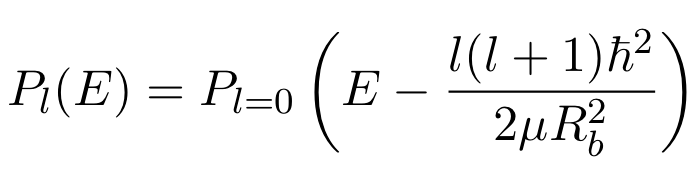 $P_l(E) = P_{l=0}\left(E - \frac{l(l+1)\hbar^2}{2\mu R_b^2}\right)$